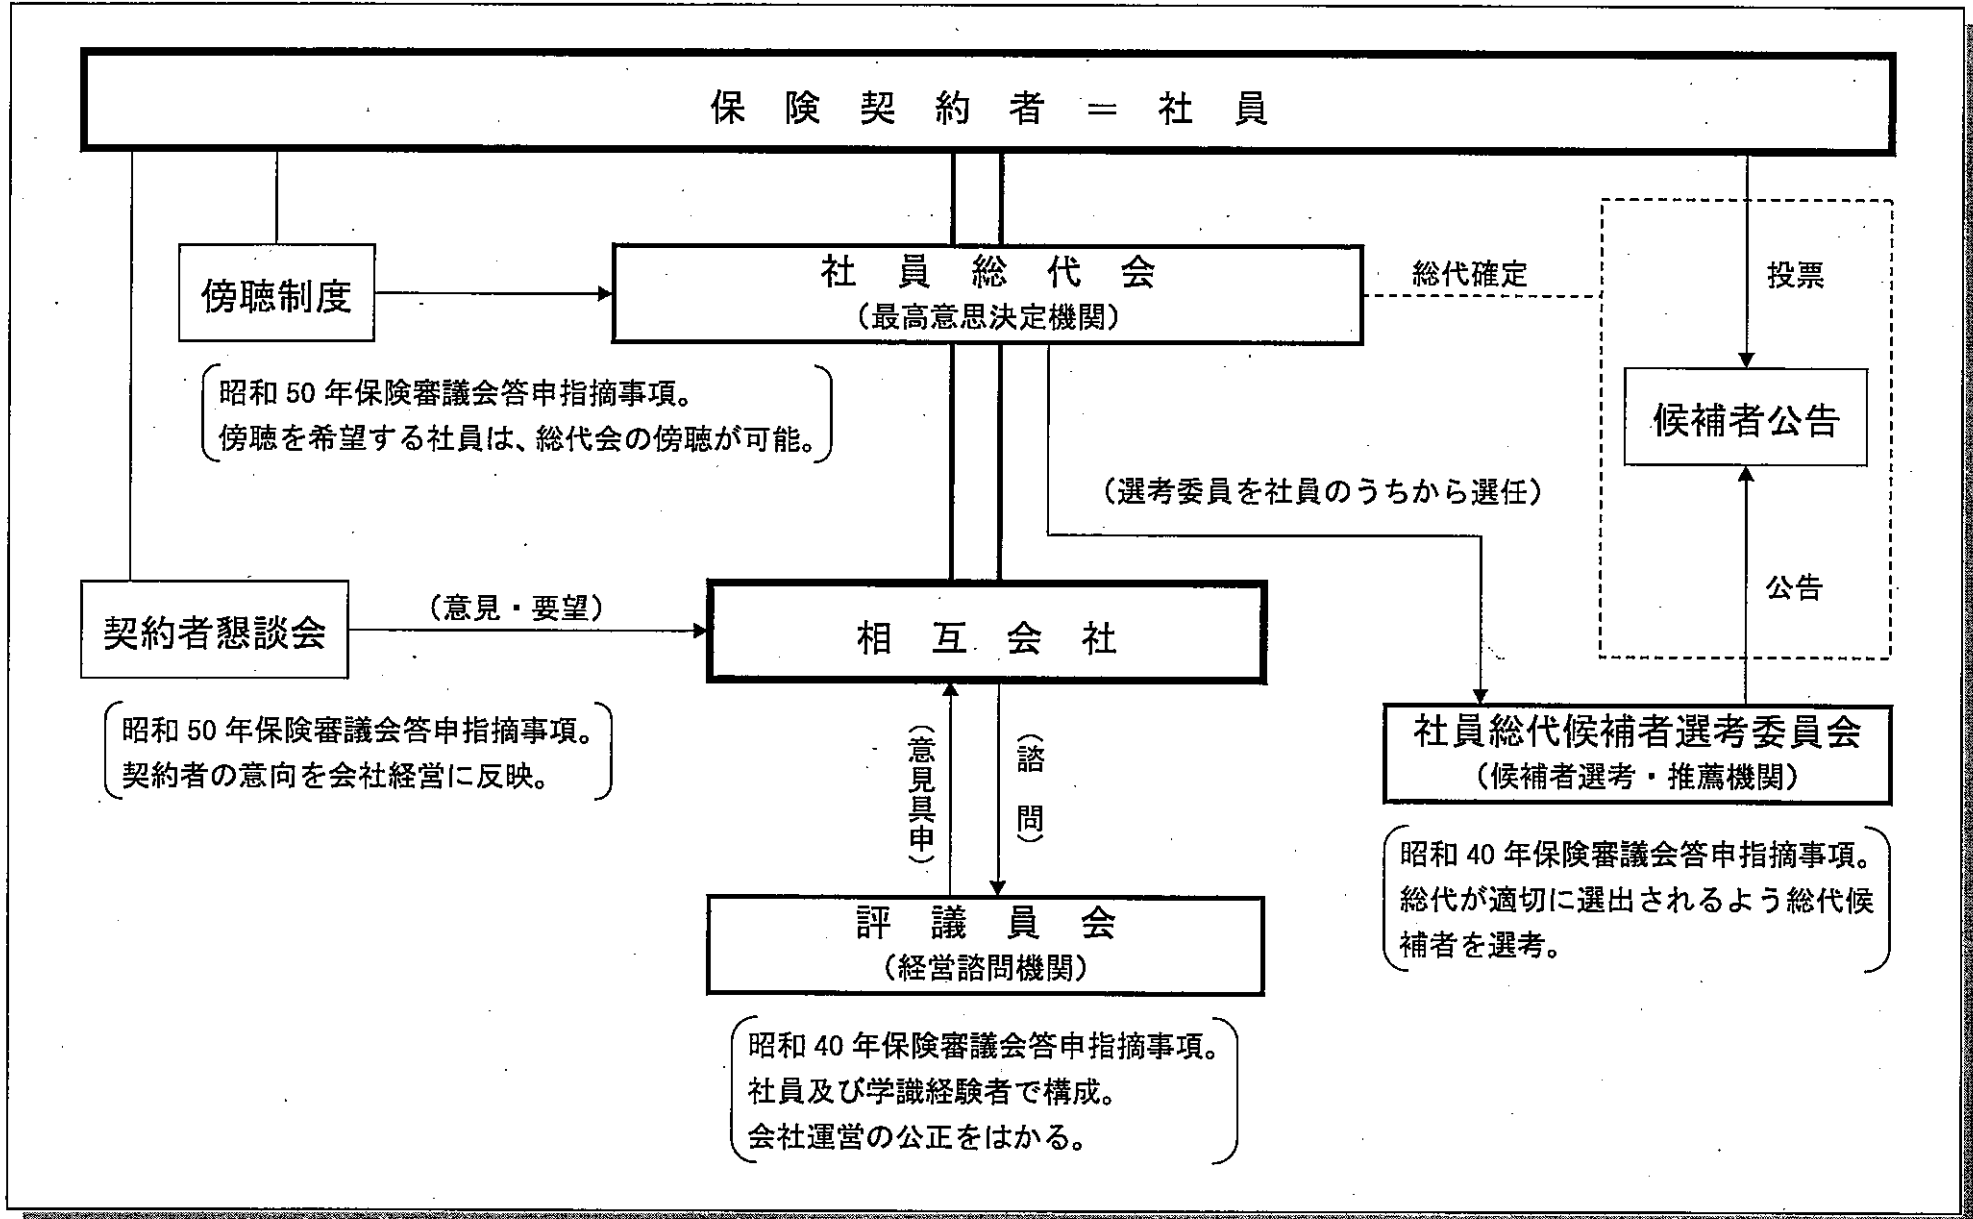 保険契約者＝社員
傍聴制度
社員総代会
（最高意思決定機関）
総代確定
投票
昭和50年保険審議会答申指摘事項。
傍聴を希望する社員は、総代会の傍聴が可能。
候補者公告
（選考委員を社員のうちから選任）
公告
契約者懇談会
（意見・要望）
相互会社
昭和50年保険審議会答申指摘事項。
契約者の意向を会社経営に反映。
（意見具申）
（諮問）
社員総代候補者選考委員会
（候補者選考・推薦機関）
昭和40年保険審議会答申指摘事項。
総代が適切に選出されるよう総代候
補者を選考。
評議員会
（経営諮問機関）
昭和40年保険審議会答申指摘事項。
社員及び学識経験者で構成。
会社運営の公正をはかる。